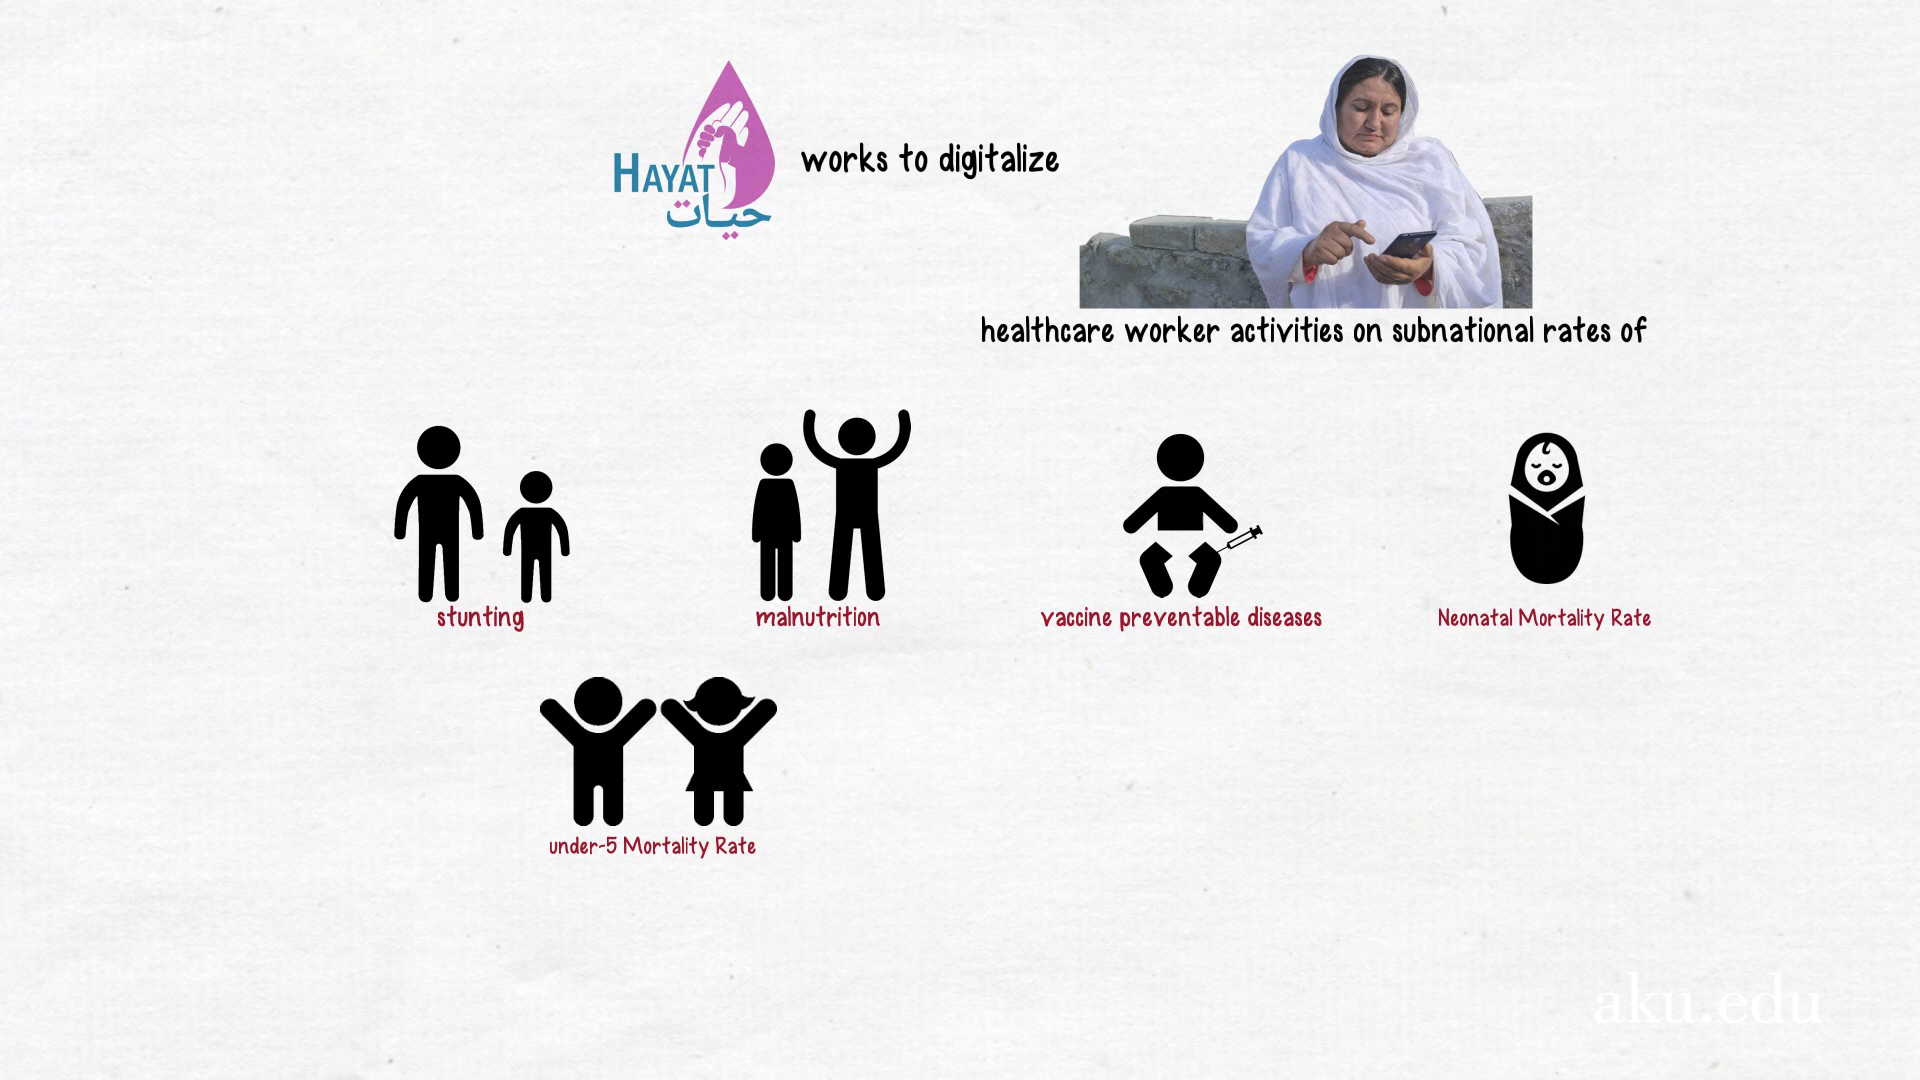 HAYAT
حیات
works to digitalize
healthcare worker activities on subnational rates of
stunting
malnutrition
vaccine preventable diseases
Neonatal Mortality Rate
under-5 Mortality Rate
aku.edu